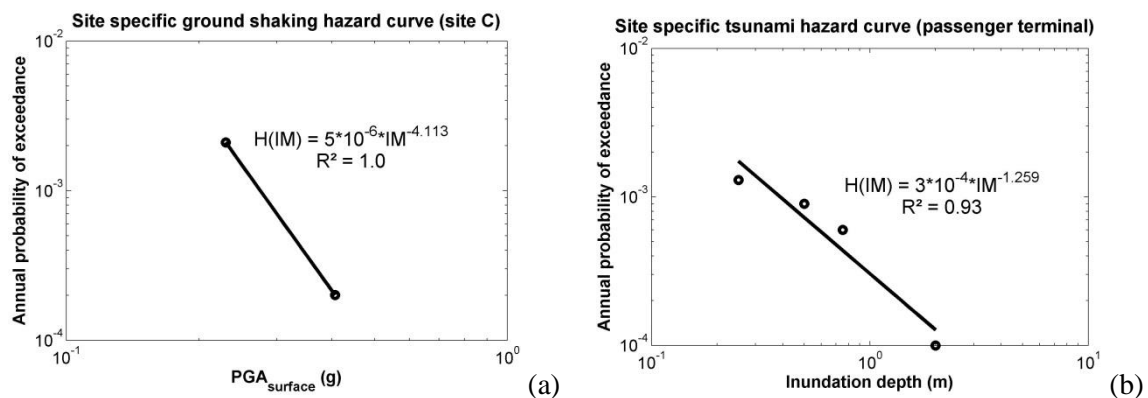 Site specific ground shaking hazard curve (site C)
10^-2
10^-3
10^-4
Annual probability of exceedance
H(IM) = 5*10^-6*IM^-4.113
R² = 1.0
10^-1
10^0
PGA_surface (g)
(a)
Site specific tsunami hazard curve (passenger terminal)
10^-2
10^-3
10^-4
Annual probability of exceedance
H(IM) = 3*10^-4*IM^-1.259
R² = 0.93
10^-1
10^0
10^1
Inundation depth (m)
(b)